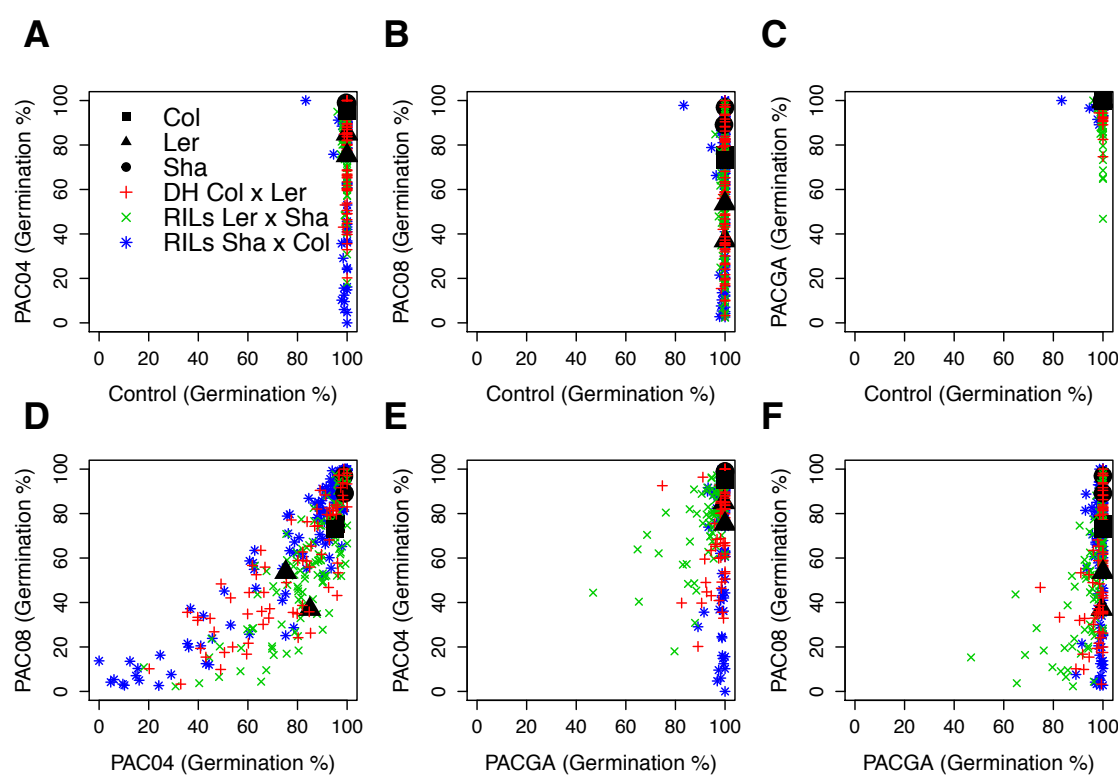 A
B
C
PAC04 (Germination %)
0
20
40
60
80
100
Col
Ler
Sha
DH Col x Ler
RILs Ler x Sha
RILs Sha x Col
0 20 40 60 80 100
Control (Germination %)
PAC08 (Germination %)
0
20
40
60
80
100
0 20 40 60 80 100
Control (Germination %)
PACGA (Germination %)
0
20
40
60
80
100
0 20 40 60 80 100
Control (Germination %)
D
E
F
PAC08 (Germination %)
0
20
40
60
80
100
0 20 40 60 80 100
PAC04 (Germination %)
PAC04 (Germination %)
0
20
40
60
80
100
0 20 40 60 80 100
PACGA (Germination %)
PAC08 (Germination %)
0
20
40
60
80
100
0 20 40 60 80 100
PACGA (Germination %)